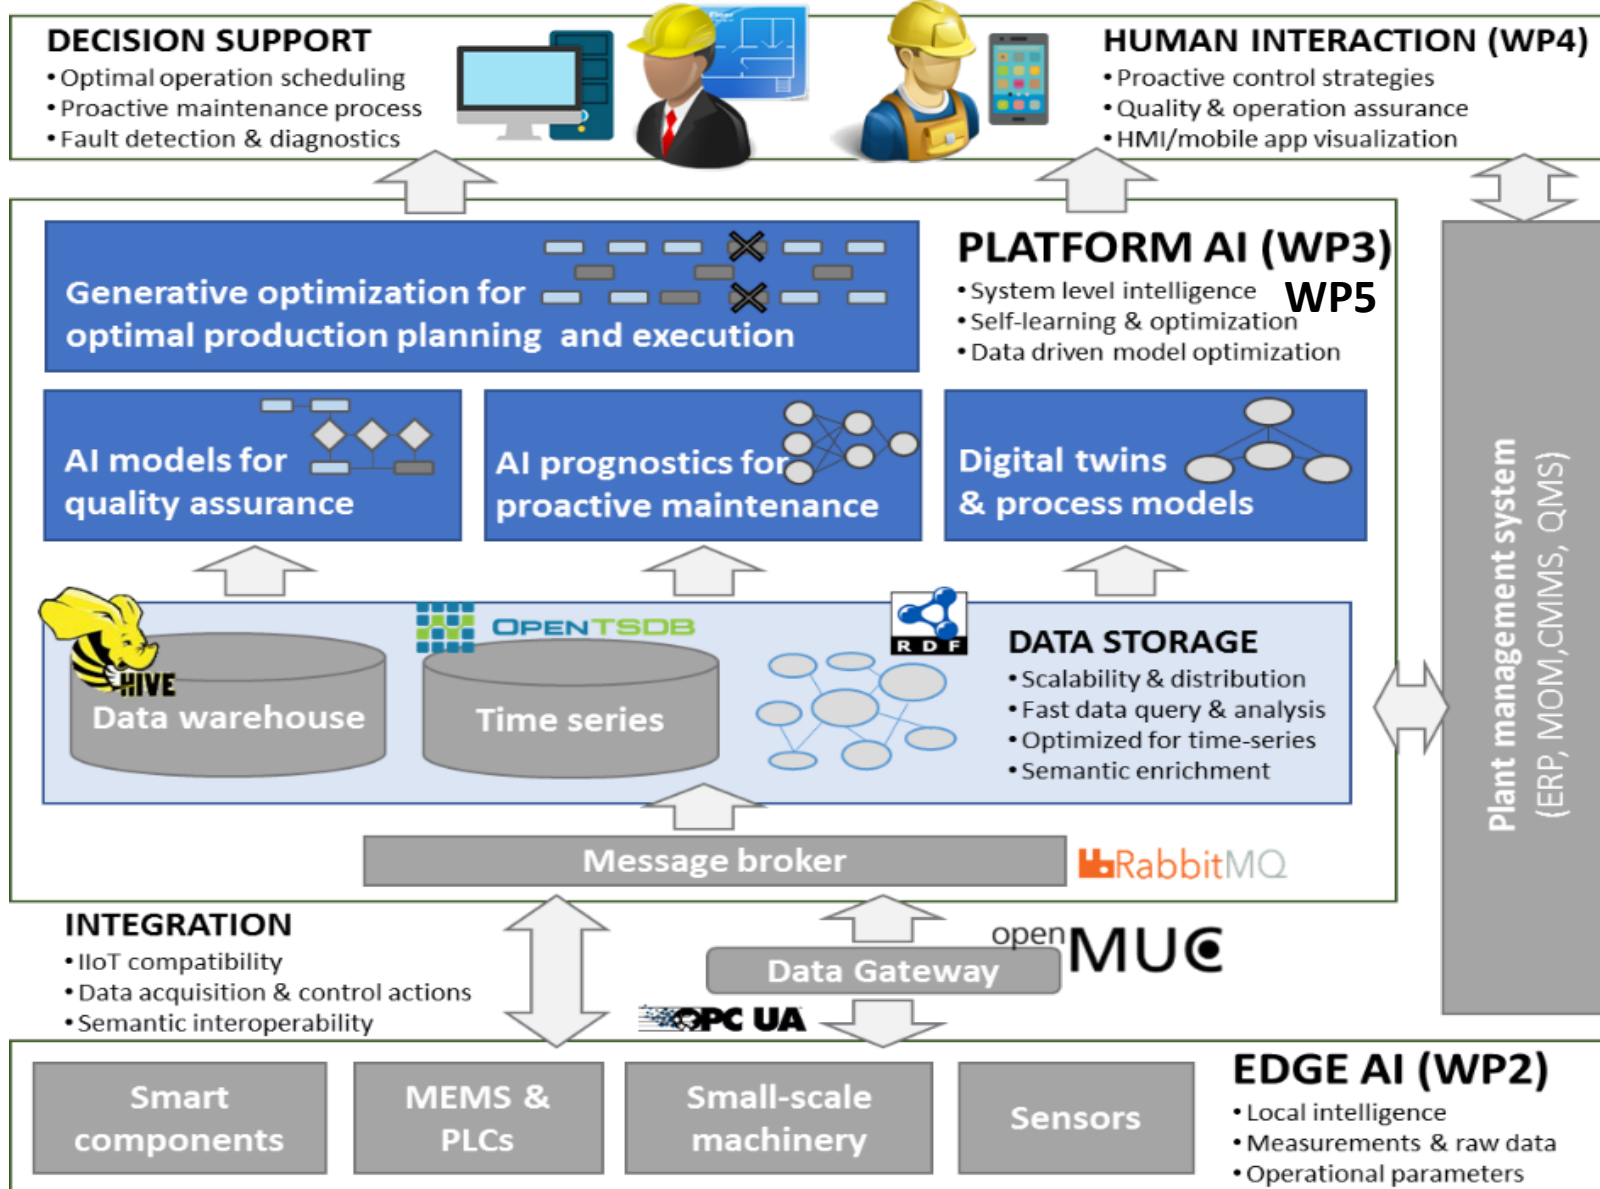 DECISION SUPPORT
• Optimal operation scheduling
• Proactive maintenance process
• Fault detection & diagnostics
HUMAN INTERACTION (WP4)
• Proactive control strategies
• Quality & operation assurance
• HMI/mobile app visualization
Generative optimization for
optimal production planning and execution
PLATFORM AI (WP3)
WP5
• System level intelligence
• Self-learning & optimization
• Data driven model optimization
AI models for
quality assurance
AI prognostics for
proactive maintenance
Digital twins
& process models
HIVE
Data warehouse
OPENTSDB
Time series
RDF
DATA STORAGE
• Scalability & distribution
• Fast data query & analysis
• Optimized for time-series
• Semantic enrichment
Plant management system
(ERP, MOM,CMMS, QMS)
Message broker
RabbitMQ
INTEGRATION
• IIoT compatibility
• Data acquisition & control actions
• Semantic interoperability
Data Gateway
open MUC
OPC UA
Smart
components
MEMS &
PLCs
Small-scale
machinery
Sensors
EDGE AI (WP2)
• Local intelligence
• Measurements & raw data
• Operational parameters